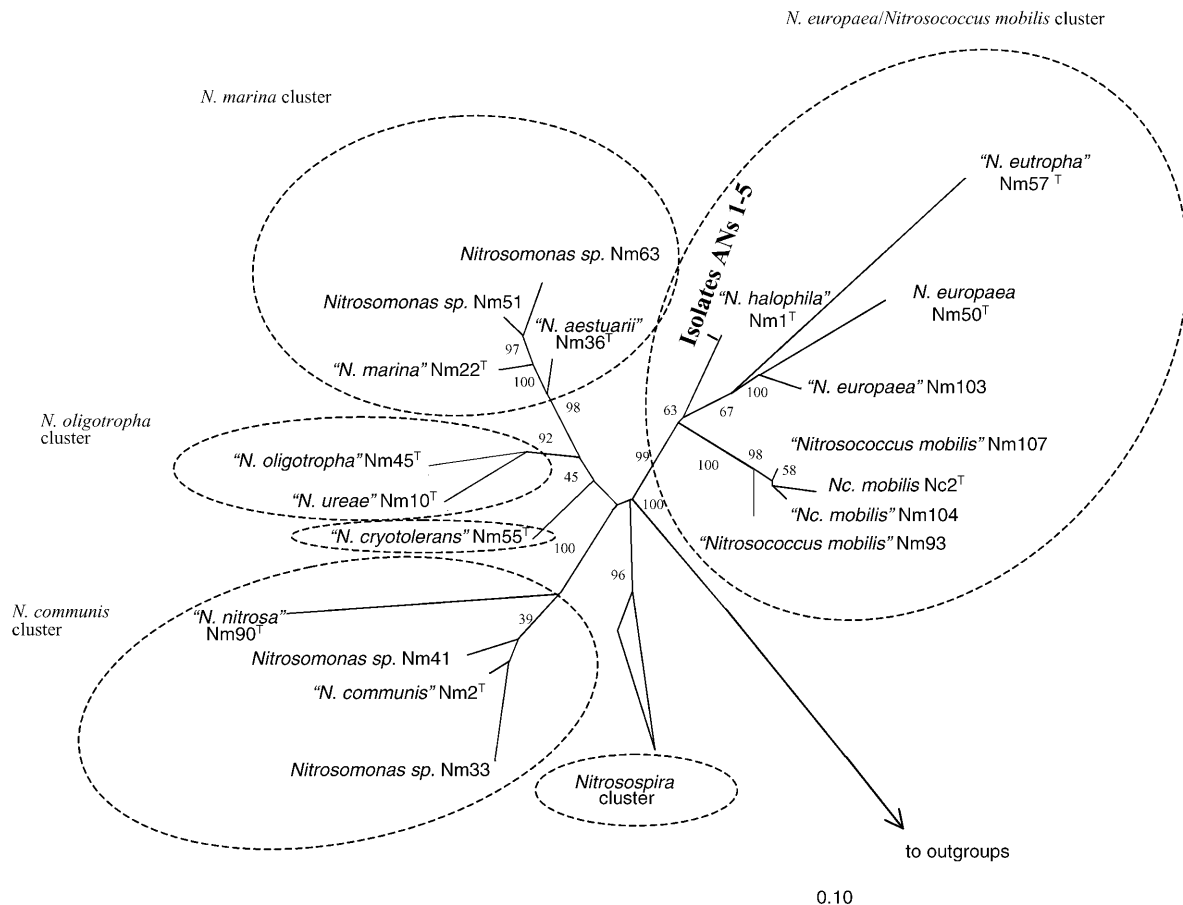 N. europaea/Nitrosococcus mobilis cluster
N. marina cluster
"N. eutropha"
Nm57 T
Isolates ANs 1-5
Nitrosomonas sp. Nm63
Nitrosomonas sp. Nm51
"N. halophila"
Nm1T
N. europaea
Nm50T
"N. aestuarii"
Nm36T
97
"N. marina" Nm22T
100
100
"N. europaea" Nm103
98
63
67
N. oligotropha
cluster
92
"Nitrosococcus mobilis" Nm107
"N. oligotropha" Nm45T
99
100
98
58
45
Nc. mobilis Nc2T
"N. ureae" Nm10T
100
"Nc. mobilis" Nm104
"N. cryotolerans" Nm55T
100
"Nitrosococcus mobilis" Nm93
96
N. communis
cluster
"N. nitrosa"
Nm90T
39
Nitrosomonas sp. Nm41
"N. communis" Nm2T
Nitrosomonas sp. Nm33
Nitrosospira
cluster
to outgroups
0.10